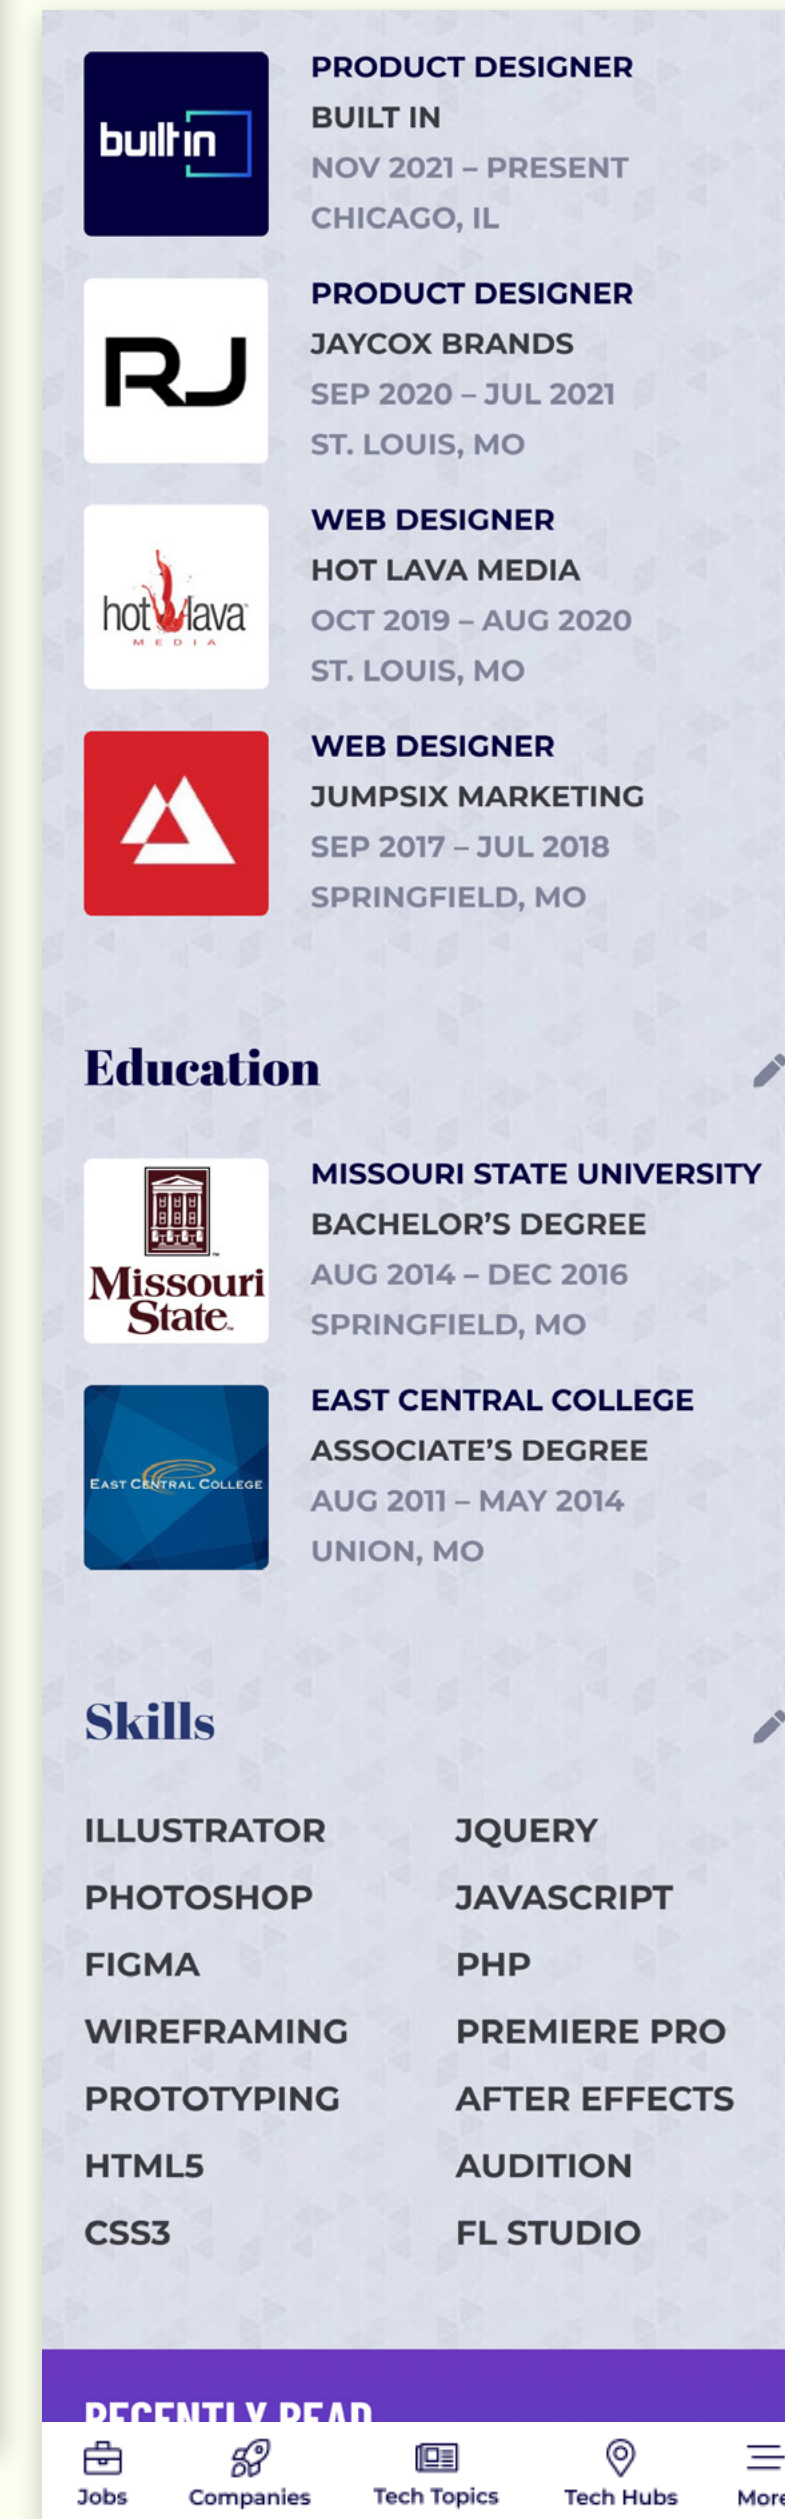 builtin
PRODUCT DESIGNER
BUILT IN
NOV 2021 – PRESENT
CHICAGO, IL
RJ
PRODUCT DESIGNER
JAYCOX BRANDS
SEP 2020 – JUL 2021
ST. LOUIS, MO
hot lava
MEDIA
WEB DESIGNER
HOT LAVA MEDIA
OCT 2019 – AUG 2020
ST. LOUIS, MO
WEB DESIGNER
JUMPSIX MARKETING
SEP 2017 – JUL 2018
SPRINGFIELD, MO
Education
Missouri
State
MISSOURI STATE UNIVERSITY
BACHELOR’S DEGREE
AUG 2014 – DEC 2016
SPRINGFIELD, MO
EAST CENTRAL COLLEGE
EAST CENTRAL COLLEGE
ASSOCIATE’S DEGREE
AUG 2011 – MAY 2014
UNION, MO
Skills
ILLUSTRATOR
PHOTOSHOP
FIGMA
WIREFRAMING
PROTOTYPING
HTML5
CSS3
JQUERY
JAVASCRIPT
PHP
PREMIERE PRO
AFTER EFFECTS
AUDITION
FL STUDIO
RECENTLY READ
Jobs
Companies
Tech Topics
Tech Hubs
More